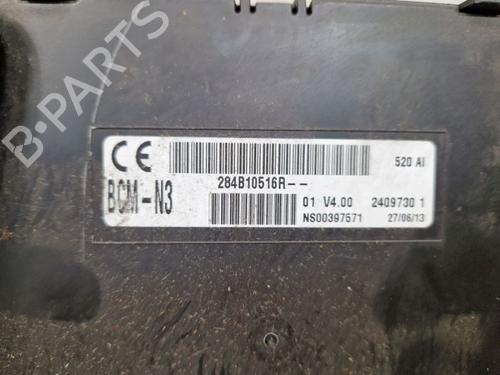 B-PARTS
CE
520 AI
BCM-N3
284B10516R--
01 V4.00 2409730 1
NS00397571 27/06/13